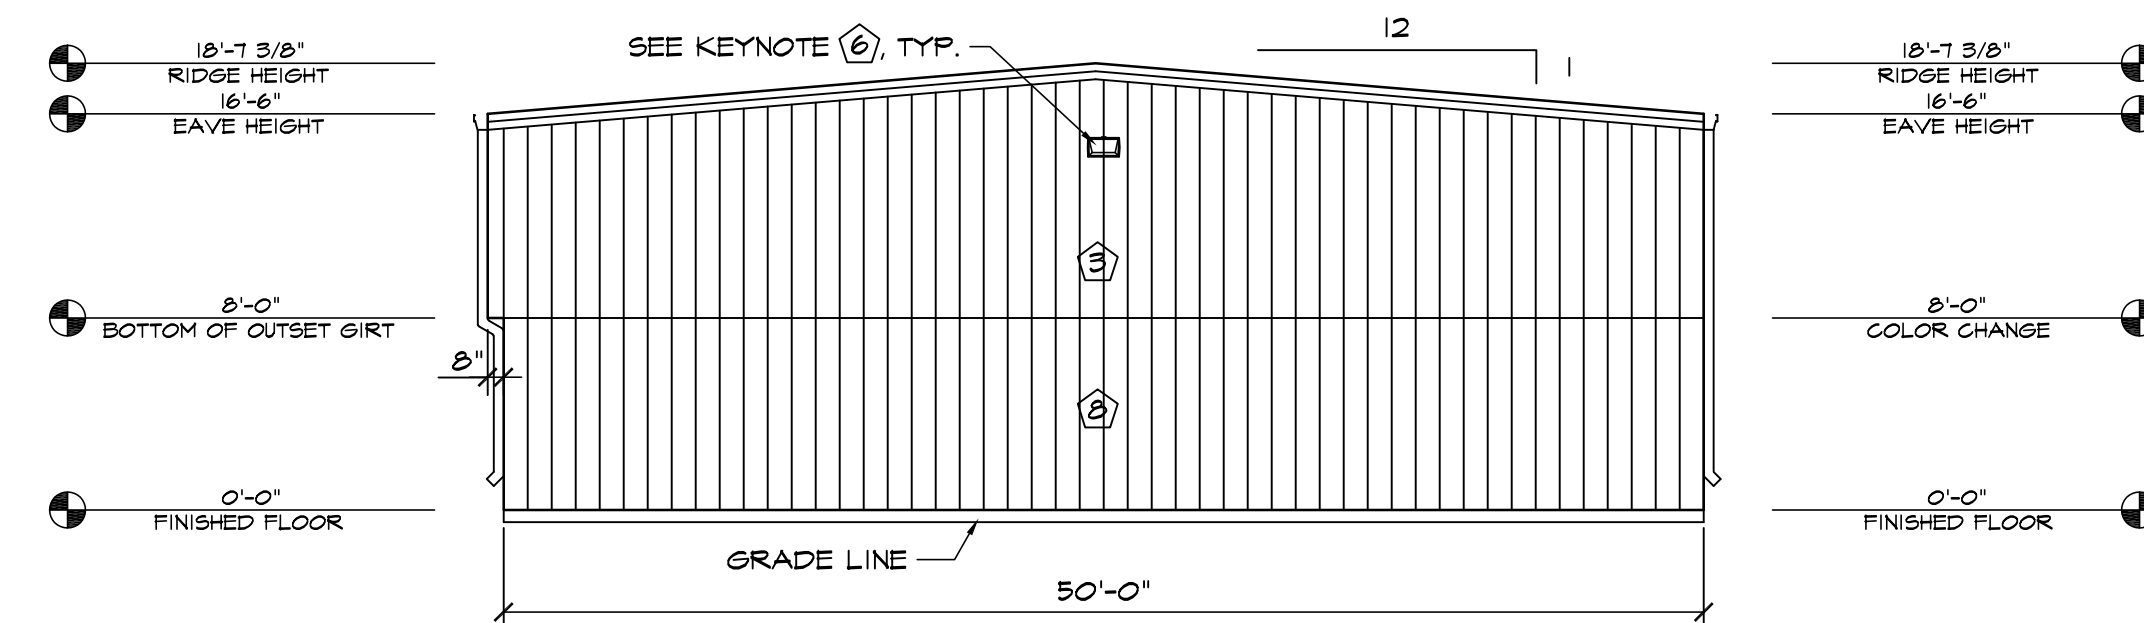 SEE KEYNOTE 6, TYP.
12
1
18'-7 3/8"
RIDGE HEIGHT
16'-6"
EAVE HEIGHT
8'-0"
BOTTOM OF OUTSET GIRT
8"
0'-0"
FINISHED FLOOR
3
8
18'-7 3/8"
RIDGE HEIGHT
16'-6"
EAVE HEIGHT
8'-0"
COLOR CHANGE
0'-0"
FINISHED FLOOR
GRADE LINE
50'-0"